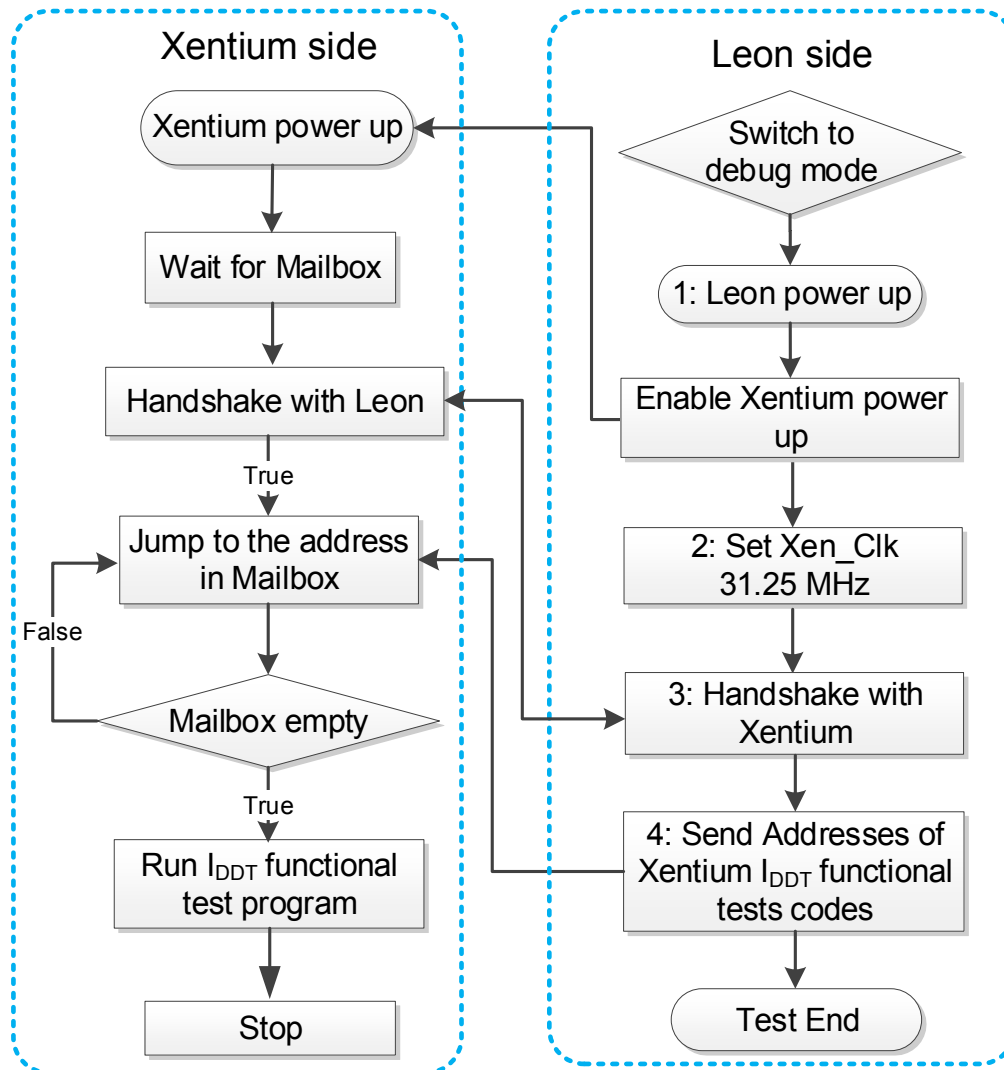 Xentium side
Xentium power up
Wait for Mailbox
Handshake with Leon
True
Jump to the address
in Mailbox
False
Mailbox empty
True
Run IDDT functional
test program
Stop
Leon side
Switch to
debug mode
1: Leon power up
Enable Xentium power
up
2: Set Xen_Clk
31.25 MHz
3: Handshake with
Xentium
4: Send Addresses of
Xentium IDDT functional
tests codes
Test End